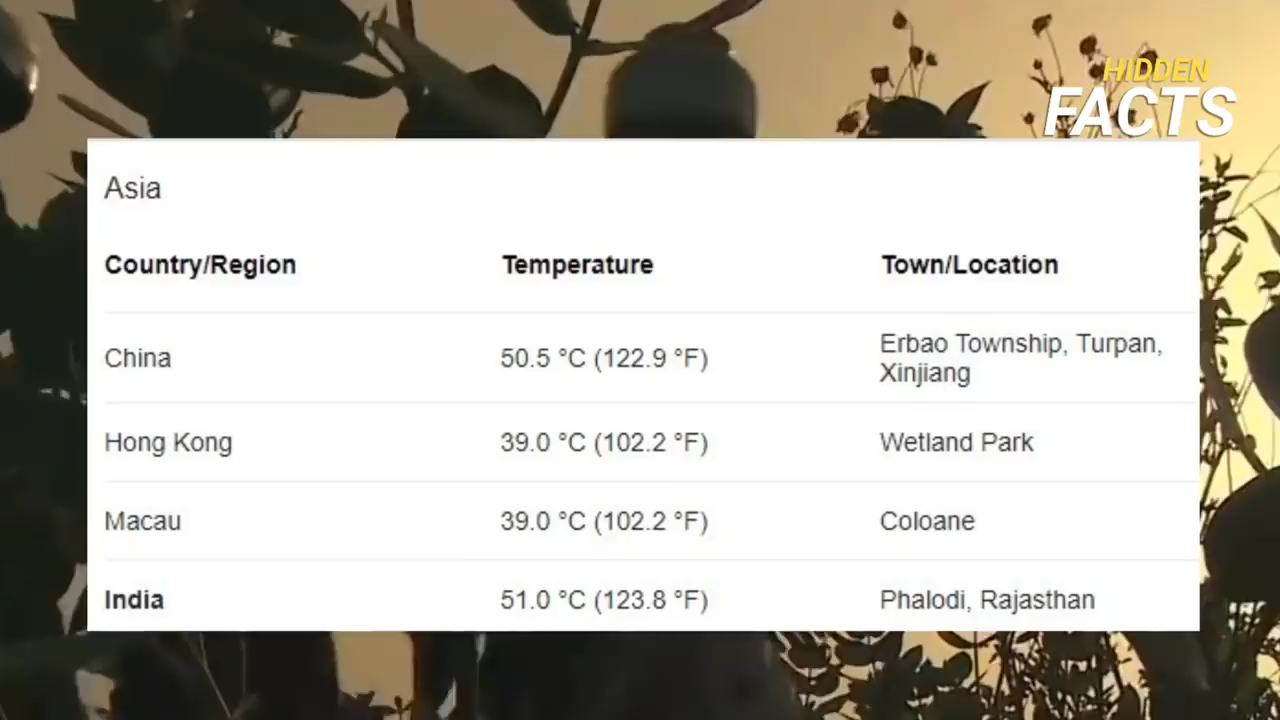 HIDDEN
FACTS
Asia
Country/Region Temperature Town/Location
China 50.5 °C (122.9 °F) Erbao Township, Turpan,
Xinjiang
Hong Kong 39.0 °C (102.2 °F) Wetland Park
Macau 39.0 °C (102.2 °F) Coloane
India 51.0 °C (123.8 °F) Phalodi, Rajasthan